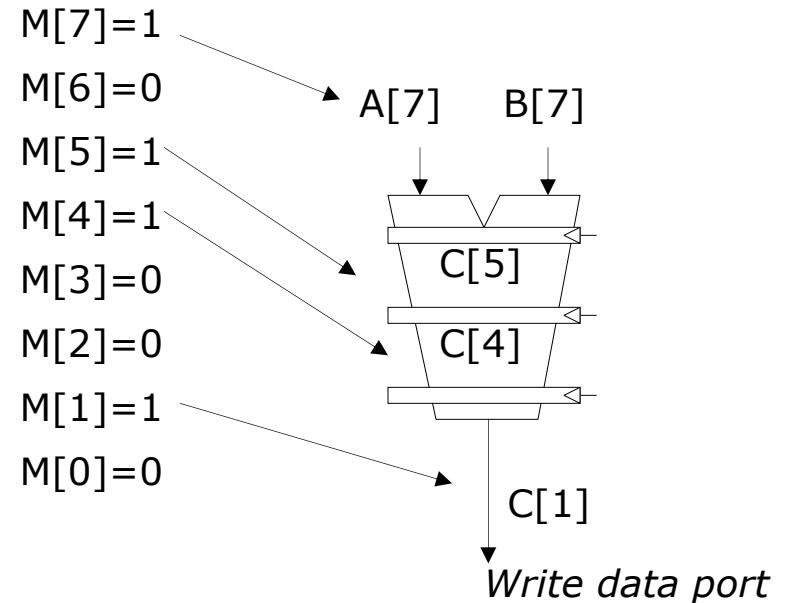 M[7]=1
M[6]=0
M[5]=1
M[4]=1
M[3]=0
M[2]=0
M[1]=1
M[0]=0
A[7] B[7]
C[5]
C[4]
C[1]
Write data port